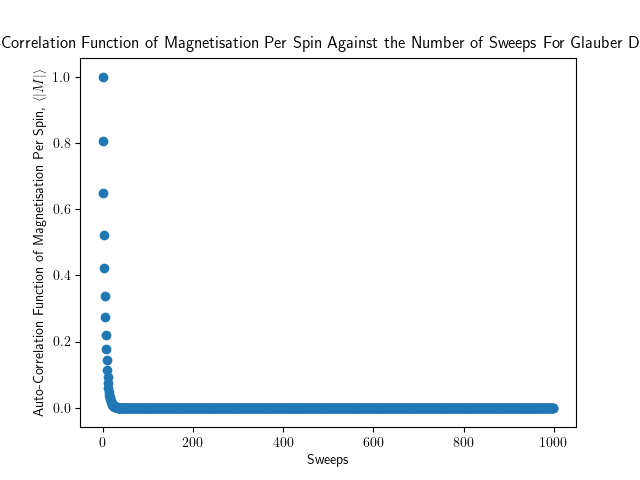 -Correlation Function of Magnetisation Per Spin Against the Number of Sweeps For Glauber D
Auto-Correlation Function of Magnetisation Per Spin, ⟨|M|⟩
1.0
0.8
0.6
0.4
0.2
0.0
0 200 400 600 800 1000
Sweeps